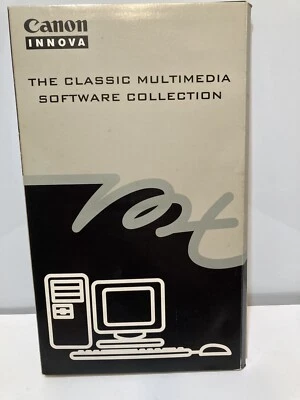 Canon
INNOVA
THE CLASSIC MULTIMEDIA
SOFTWARE COLLECTION